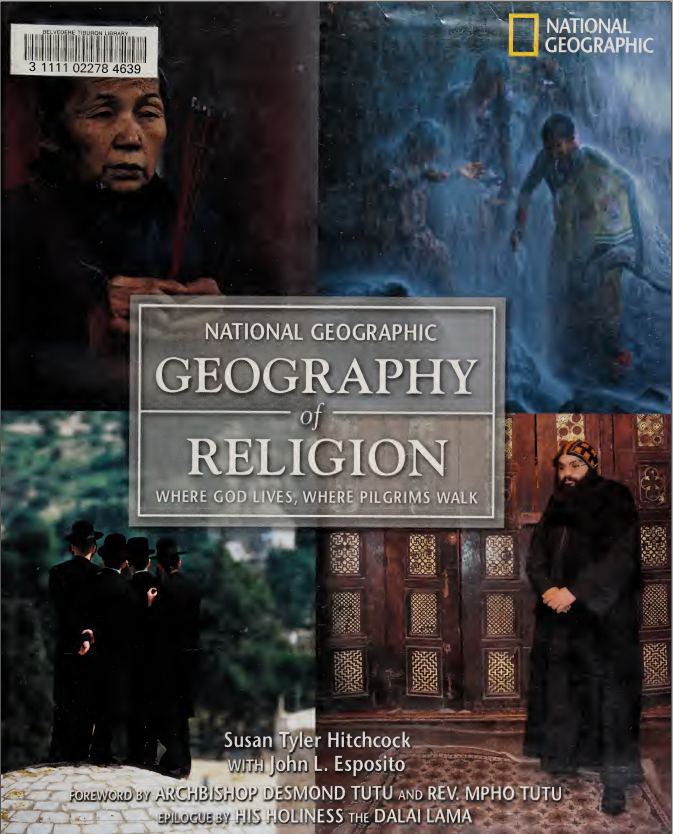 BELVEDERE TIBURON LIBRARY
3 1111 02278 4639
NATIONAL
GEOGRAPHIC
NATIONAL GEOGRAPHIC
GEOGRAPHY
of
RELIGION
WHERE GOD LIVES, WHERE PILGRIMS WALK
Susan Tyler Hitchcock
WITH John L. Esposito
FOREWORD BY ARCHBISHOP DESMOND TUTU AND REV. MPHO TUTU
EPILOGUE BY HIS HOLINESS THE DALAI LAMA